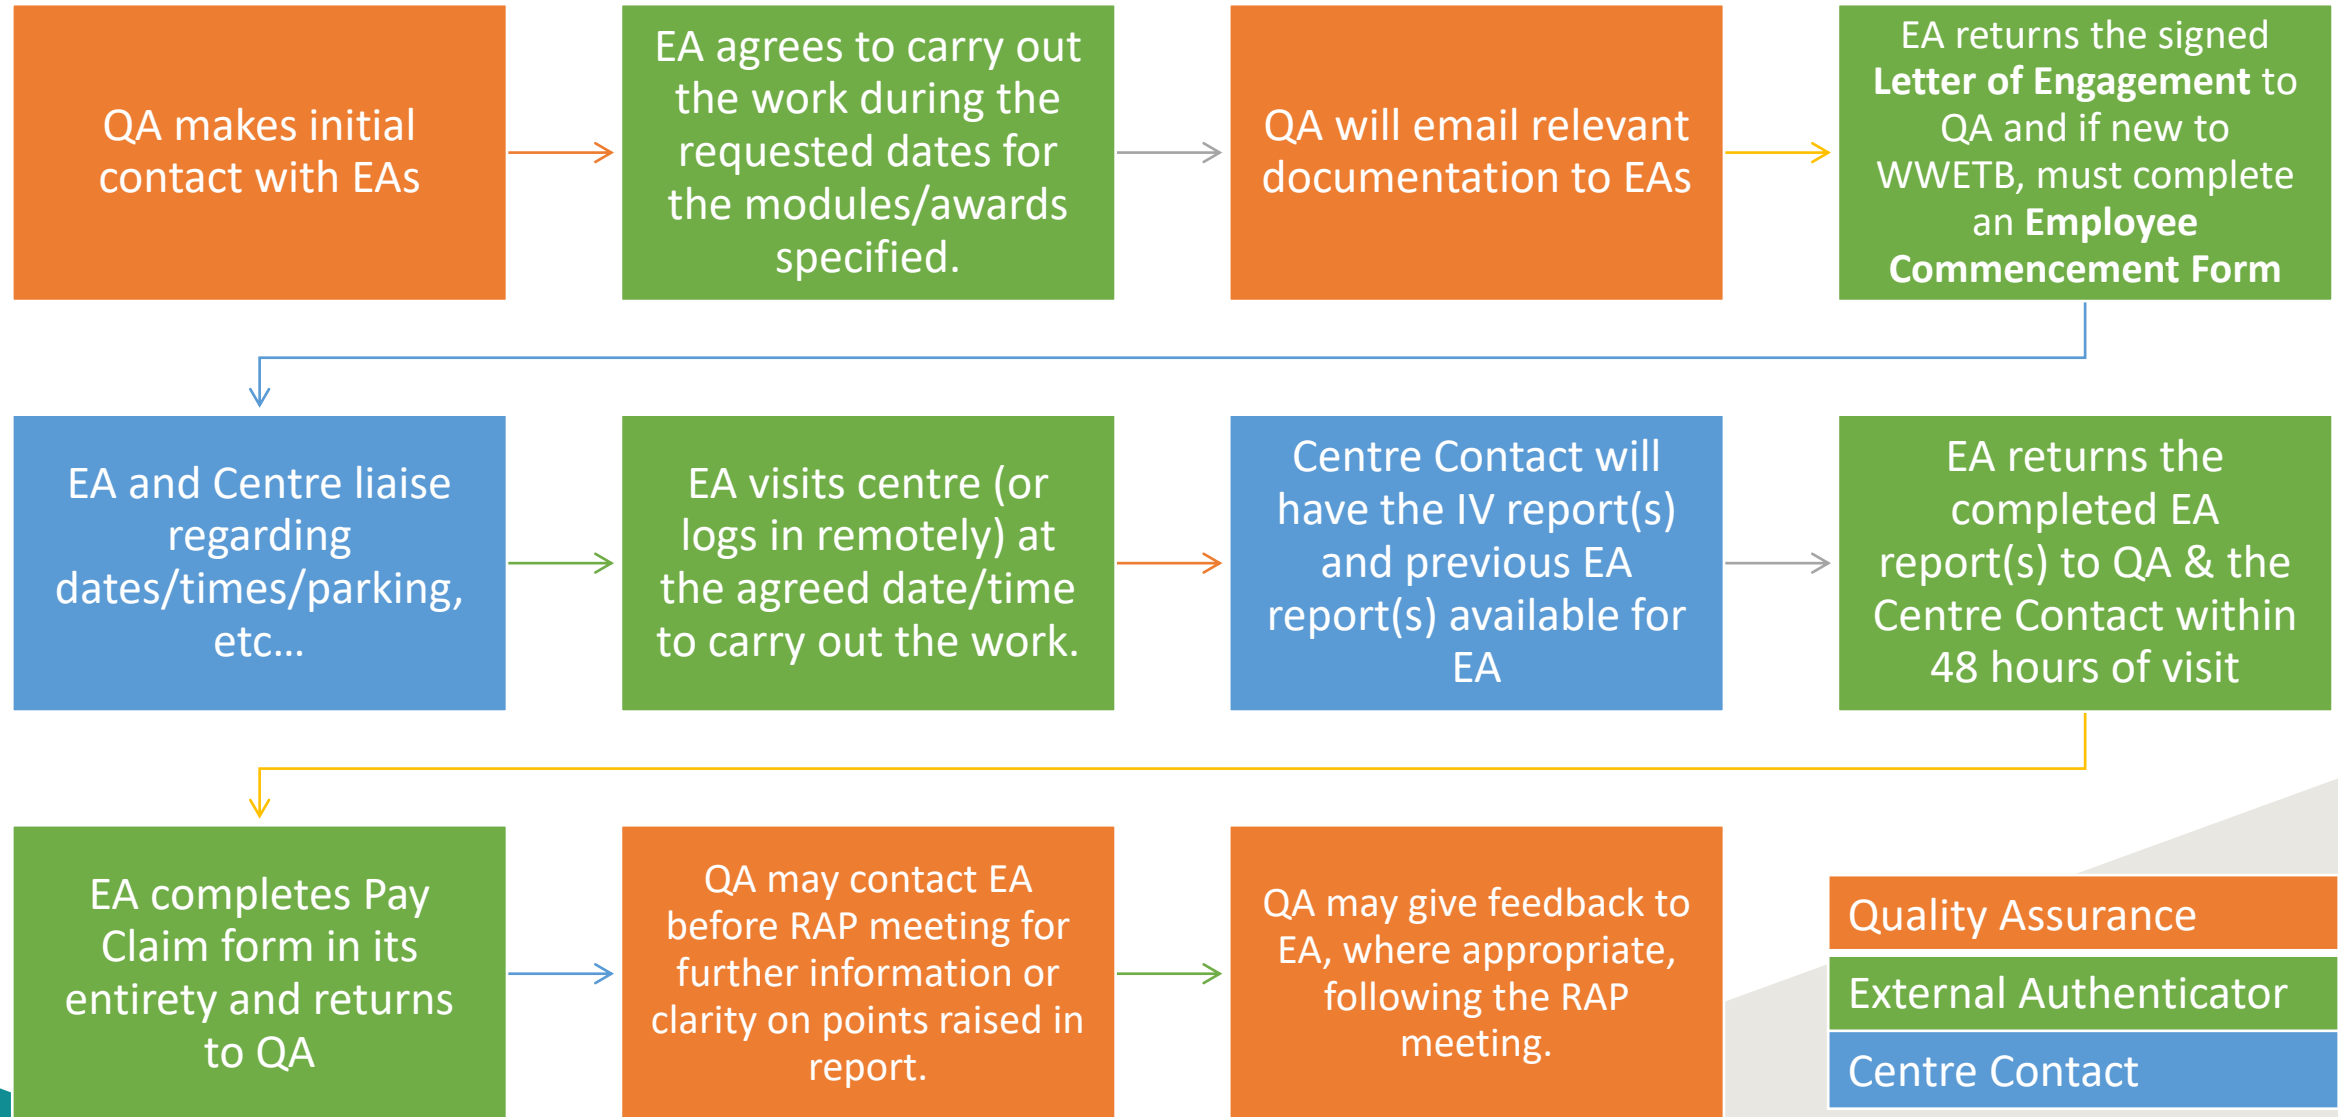 QA makes initial
contact with EAs
EA agrees to carry out
the work during the
requested dates for
the modules/awards
specified.
QA will email relevant
documentation to EAs
EA returns the signed
Letter of Engagement to
QA and if new to
WWETB, must complete
an Employee
Commencement Form
EA and Centre liaise
regarding
dates/times/parking,
etc…
EA visits centre (or
logs in remotely) at
the agreed date/time
to carry out the work.
Centre Contact will
have the IV report(s)
and previous EA
report(s) available for
EA
EA returns the
completed EA
report(s) to QA & the
Centre Contact within
48 hours of visit
EA completes Pay
Claim form in its
entirety and returns
to QA
QA may contact EA
before RAP meeting for
further information or
clarity on points raised in
report.
QA may give feedback to
EA, where appropriate,
following the RAP
meeting.
Quality Assurance
External Authenticator
Centre Contact